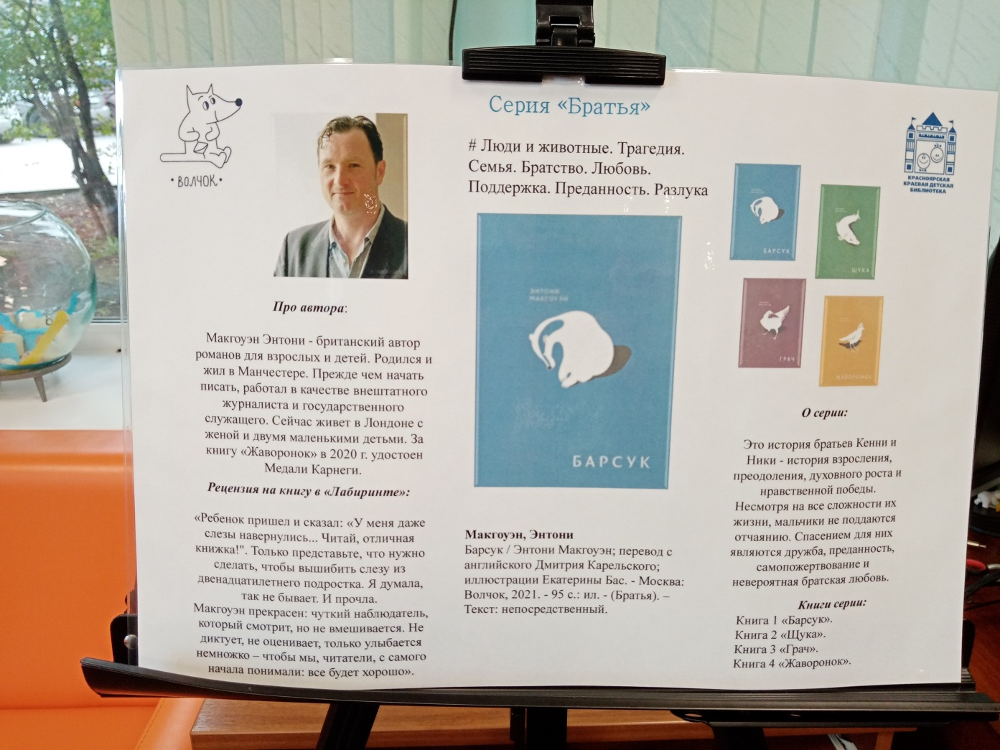 • ВОЛЧОК •
Про автора:
Макгоуэн Энтони - британский автор
романов для взрослых и детей. Родился и
жил в Манчестере. Прежде чем начать
писать, работал в качестве внештатного
журналиста и государственного
служащего. Сейчас живет в Лондоне с
женой и двумя маленькими детьми. За
книгу «Жаворонок» в 2020 г. удостоен
Медали Карнеги.
Рецензия на книгу в «Лабиринте»:
«Ребенок пришел и сказал: «У меня даже
слезы навернулись... Читай, отличная
книжка!". Только представьте, что нужно
сделать, чтобы вышибить слезу из
двенадцатилетнего подростка. Я думала,
так не бывает. И прочла.
Макгоуэн прекрасен: чуткий наблюдатель,
который смотрит, но не вмешивается. Не
диктует, не оценивает, только улыбается
немножко – чтобы мы, читатели, с самого
начала понимали: все будет хорошо».
Серия «Братья»
# Люди и животные. Трагедия.
Семья. Братство. Любовь.
Поддержка. Преданность. Разлука
ЭНТОНИ
МАКГОУЭН
БАРСУК
Макгоуэн, Энтони
Барсук / Энтони Макгоуэн; перевод с
английского Дмитрия Карельского;
иллюстрации Екатерины Бас. - Москва:
Волчок, 2021. - 95 с.: ил. - (Братья). –
Текст: непосредственный.
КРАСНОЯРСКАЯ
КРАЕВАЯ ДЕТСКАЯ
БИБЛИОТЕКА
БАРСУК
ЩУКА
ГРАЧ
ЖАВОРОНОК
О серии:
Это история братьев Кенни и
Ники - история взросления,
преодоления, духовного роста и
нравственной победы.
Несмотря на все сложности их
жизни, мальчики не поддаются
отчаянию. Спасением для них
являются дружба, преданность,
самопожертвование и
невероятная братская любовь.
Книги серии:
Книга 1 «Барсук».
Книга 2 «Щука».
Книга 3 «Грач».
Книга 4 «Жаворонок».